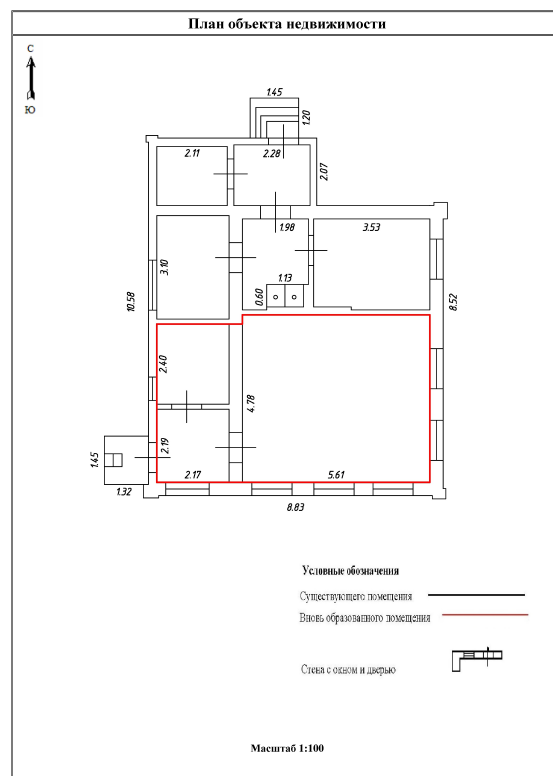 План объекта недвижимости
С
Ю
1.45
1.20
2.11
2.28
2.07
1.98
3.53
3.10
1.13
0.60
10.58
8.52
2.40
4.78
2.19
1.45
2.17
5.61
1.32
8.83
Условные обозначения
Существующего помещения
Вновь образованного помещения
Стена с окном и дверью
Масштаб 1:100